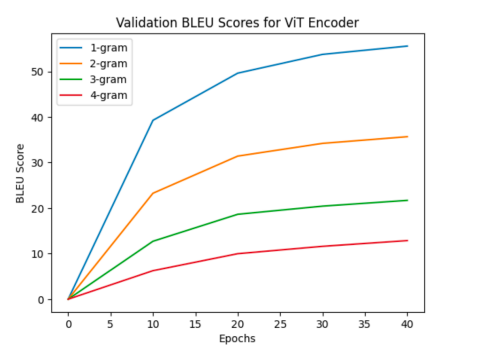 Validation BLEU Scores for ViT Encoder
1-gram
2-gram
3-gram
4-gram
BLEU Score
50
40
30
20
10
0
0 5 10 15 20 25 30 35 40
Epochs